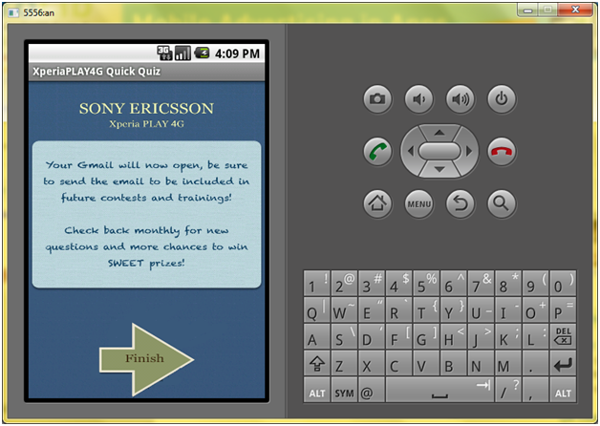 5556:an
3G
4:09 PM
XperiaPLAY4G Quick Quiz
SONY ERICSSON
Xperia PLAY 4G
Your Gmail will now open, be sure
to send the email to be included in
future contests and trainings!
Check back monthly for new
questions and more chances to win
SWEET prizes!
Finish
MENU
1 ! 2 @ 3 # 4 $ 5 % 6 ^ 7 & 8 * 9 ( 0 )
Q | W ~ E " R ` T { Y } U _ I - O + P =
A S \ D ' F [ G ] H < J > K ; L : DEL
Z X C V B N M .
ALT SYM @ / ? , ALT